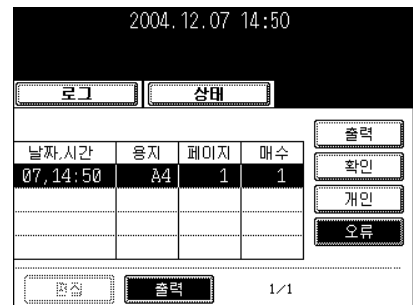 2004.12.07 14:50
로그 상태
출력
날짜,시간 용지 페이지 매수
확인
07,14:50 A4 1 1
개인
오류
편집 출력 1/1